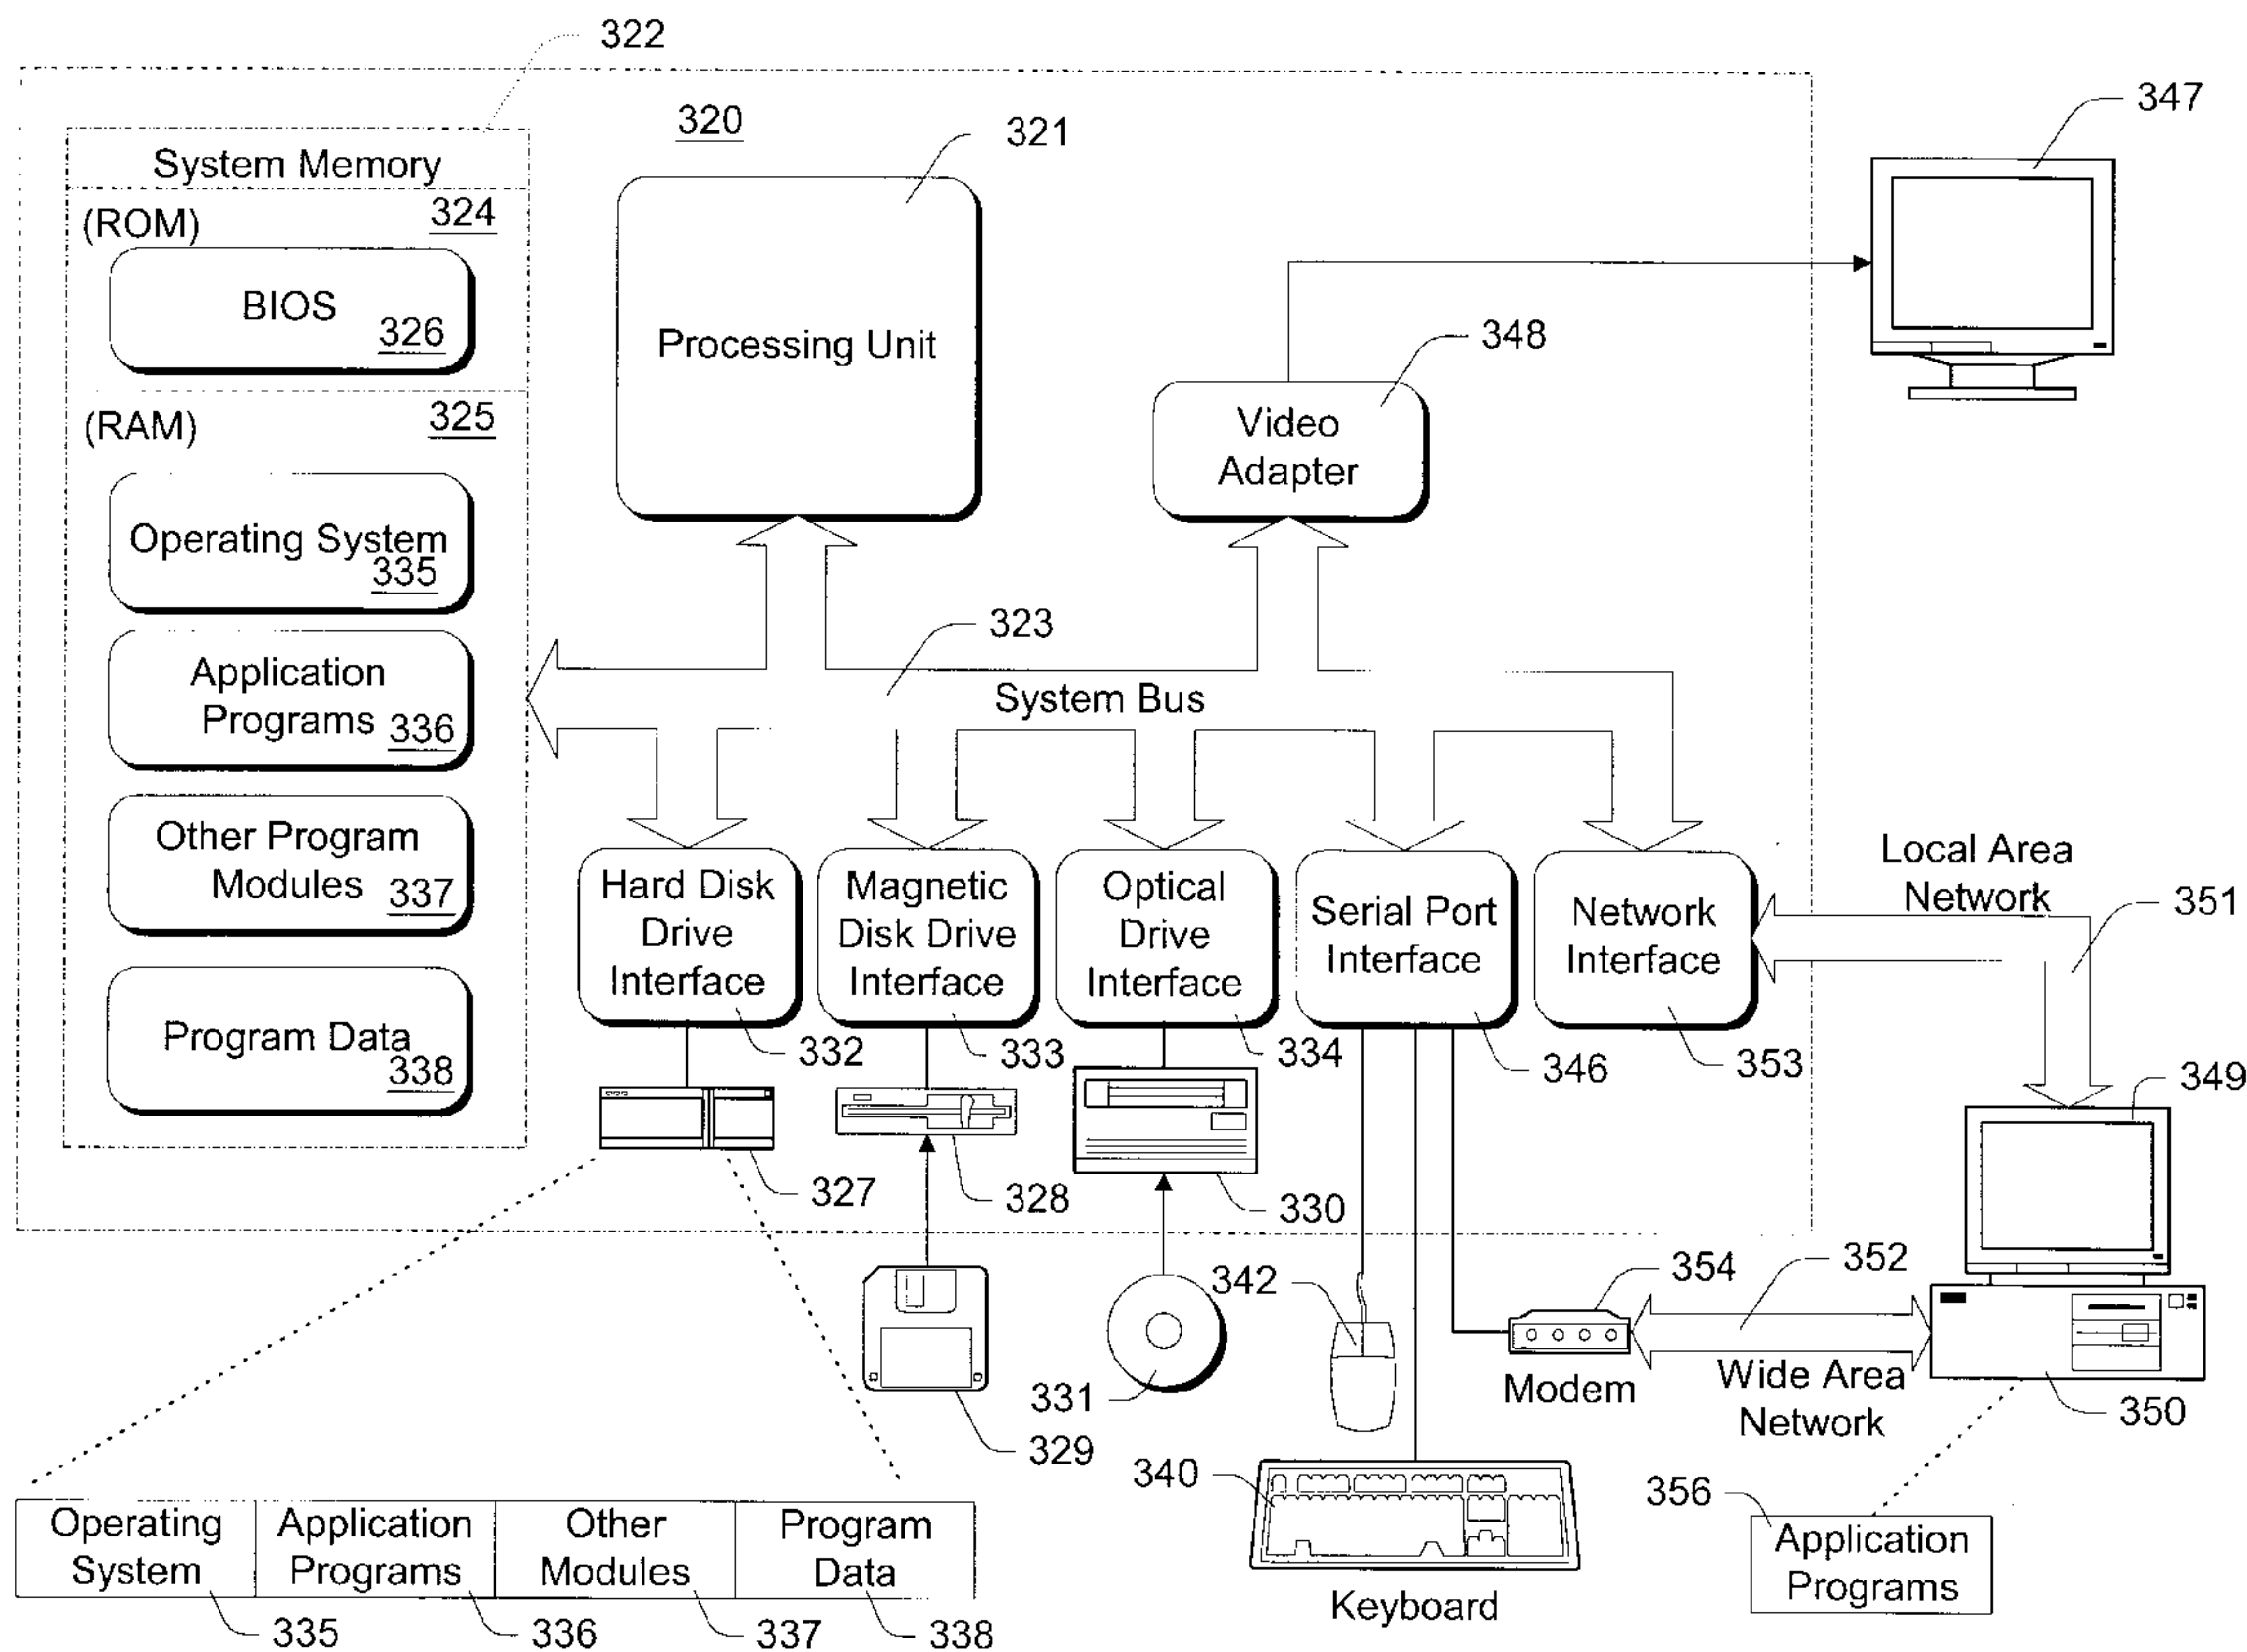 322
320
321
347
System Memory
(ROM) 324
BIOS
326
Processing Unit
348
Video
Adapter
(RAM) 325
Operating System
335
Application
Programs 336
Other Program
Modules 337
Program Data
338
323
System Bus
Hard Disk
Drive
Interface
332
Magnetic
Disk Drive
Interface
333
Optical
Drive
Interface
334
Serial Port
Interface
346
Network
Interface
353
Local Area
Network
351
349
327
328
330
342
354
352
331
329
Modem
Wide Area
Network
350
340
Keyboard
356
Application
Programs
Operating
System
Application
Programs
Other
Modules
Program
Data
335
336
337
338